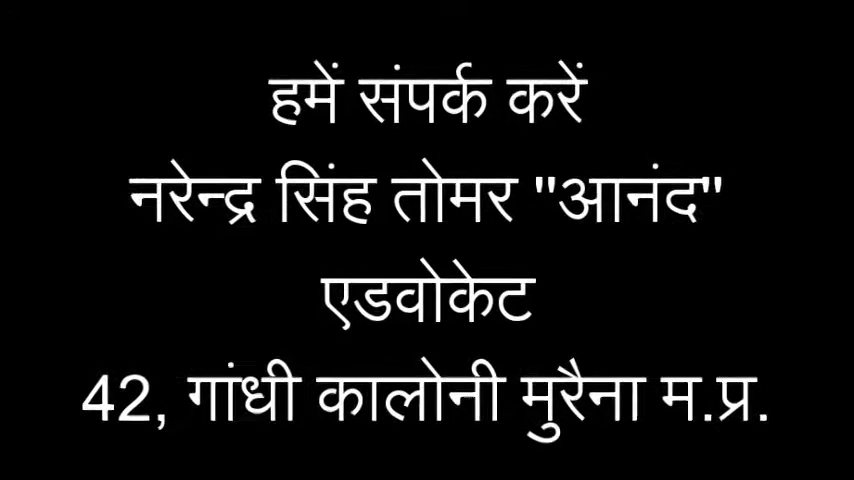 हमें संपर्क करें
नरेन्द्र सिंह तोमर "आनंद"
एडवोकेट
42, गांधी कालोनी मुरैना म.प्र.